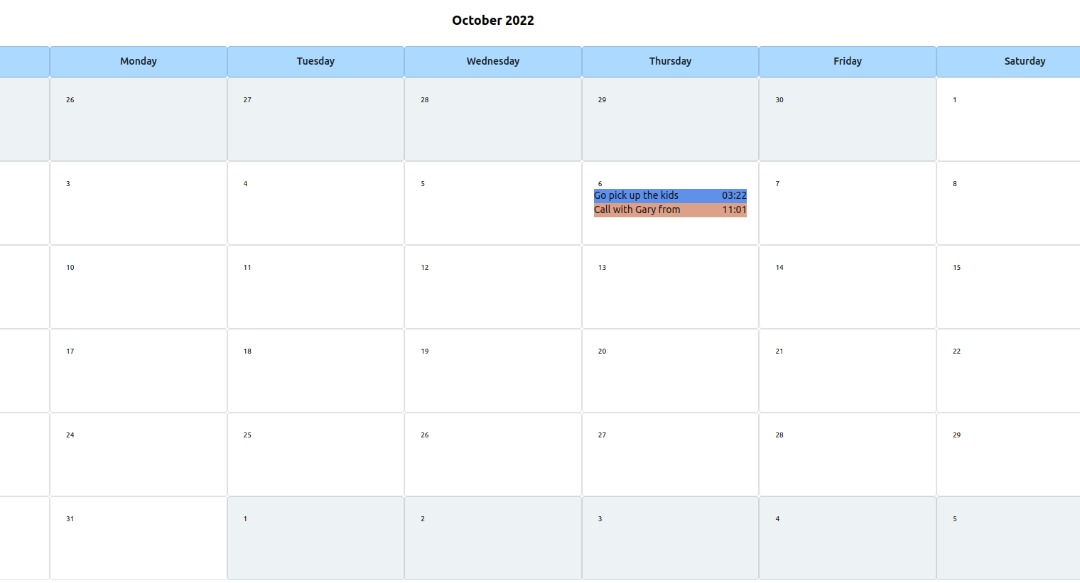 October 2022
Monday Tuesday Wednesday Thursday Friday Saturday
26 27 28 29 30 1
3 4 5 6 7 8
Go pick up the kids 03:22
Call with Gary from 11:01
10 11 12 13 14 15
17 18 19 20 21 22
24 25 26 27 28 29
31 1 2 3 4 5